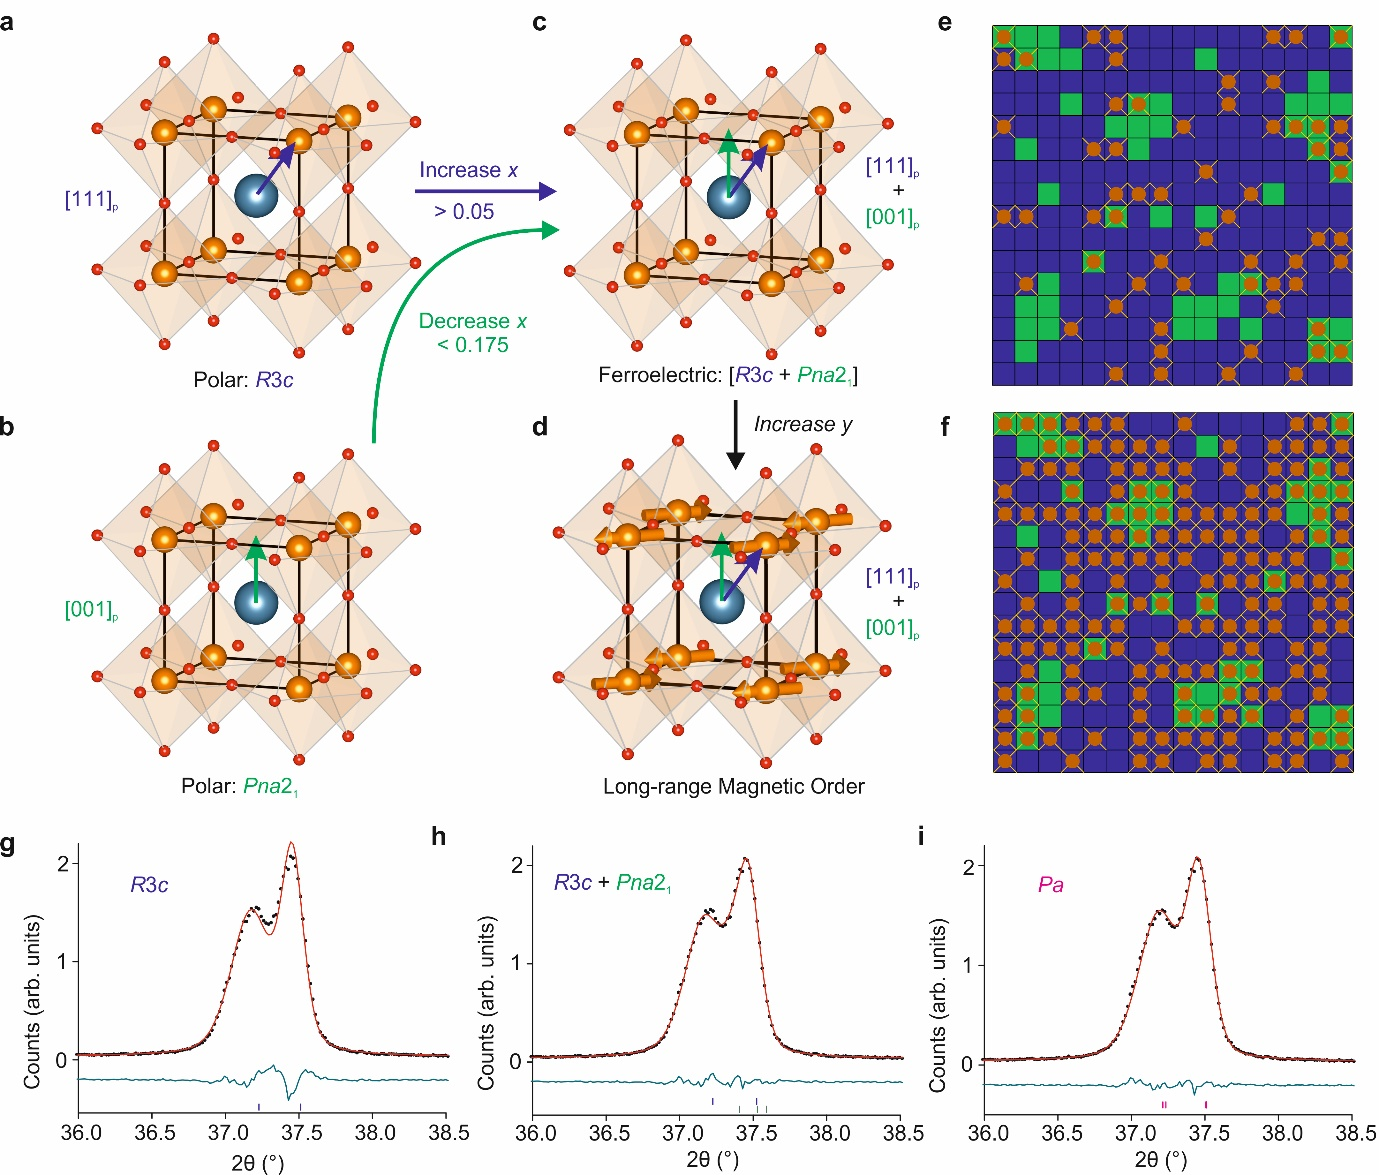 a
[111]p
Polar: R3c
Increase x
> 0.05
Decrease x
< 0.175
c
[111]p
+
[001]p
Ferroelectric: [R3c + Pna21]
Increase y
e
b
[001]p
Polar: Pna21
d
[111]p
+
[001]p
Long-range Magnetic Order
f
g
R3c
Counts (arb. units)
2
1
0
36.0 36.5 37.0 37.5 38.0 38.5
2θ (°)
h
R3c + Pna21
Counts (arb. units)
2
1
0
36.0 36.5 37.0 37.5 38.0 38.5
2θ (°)
i
Pa
Counts (arb. units)
2
1
0
36.0 36.5 37.0 37.5 38.0 38.5
2θ (°)